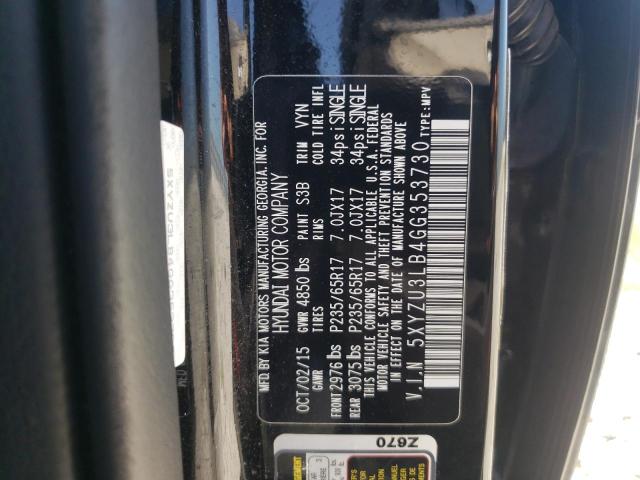 MFD. BY KIA MOTORS MANUFACTURING GEORGIA, INC. FOR
HYUNDAI MOTOR COMPANY
OCT/02/15 GVWR 4850 lbs PAINT S3B TRIM VYN
GAWR TIRES RIMS COLD TIRE INFL
FRONT 2976 lbs P235/65R17 7.0JX17 34psi SINGLE
REAR 3075 lbs P235/65R17 7.0JX17 34psi SINGLE
THIS VEHICLE CONFORMS TO ALL APPLICABLE U.S.A. FEDERAL
MOTOR VEHICLE SAFETY AND THEFT PREVENTION STANDARDS
IN EFFECT ON THE DATE OF MANUFACTURE SHOWN ABOVE
V.I.N 5XYZU3LB4GG353730 TYPE: MPV
Z670